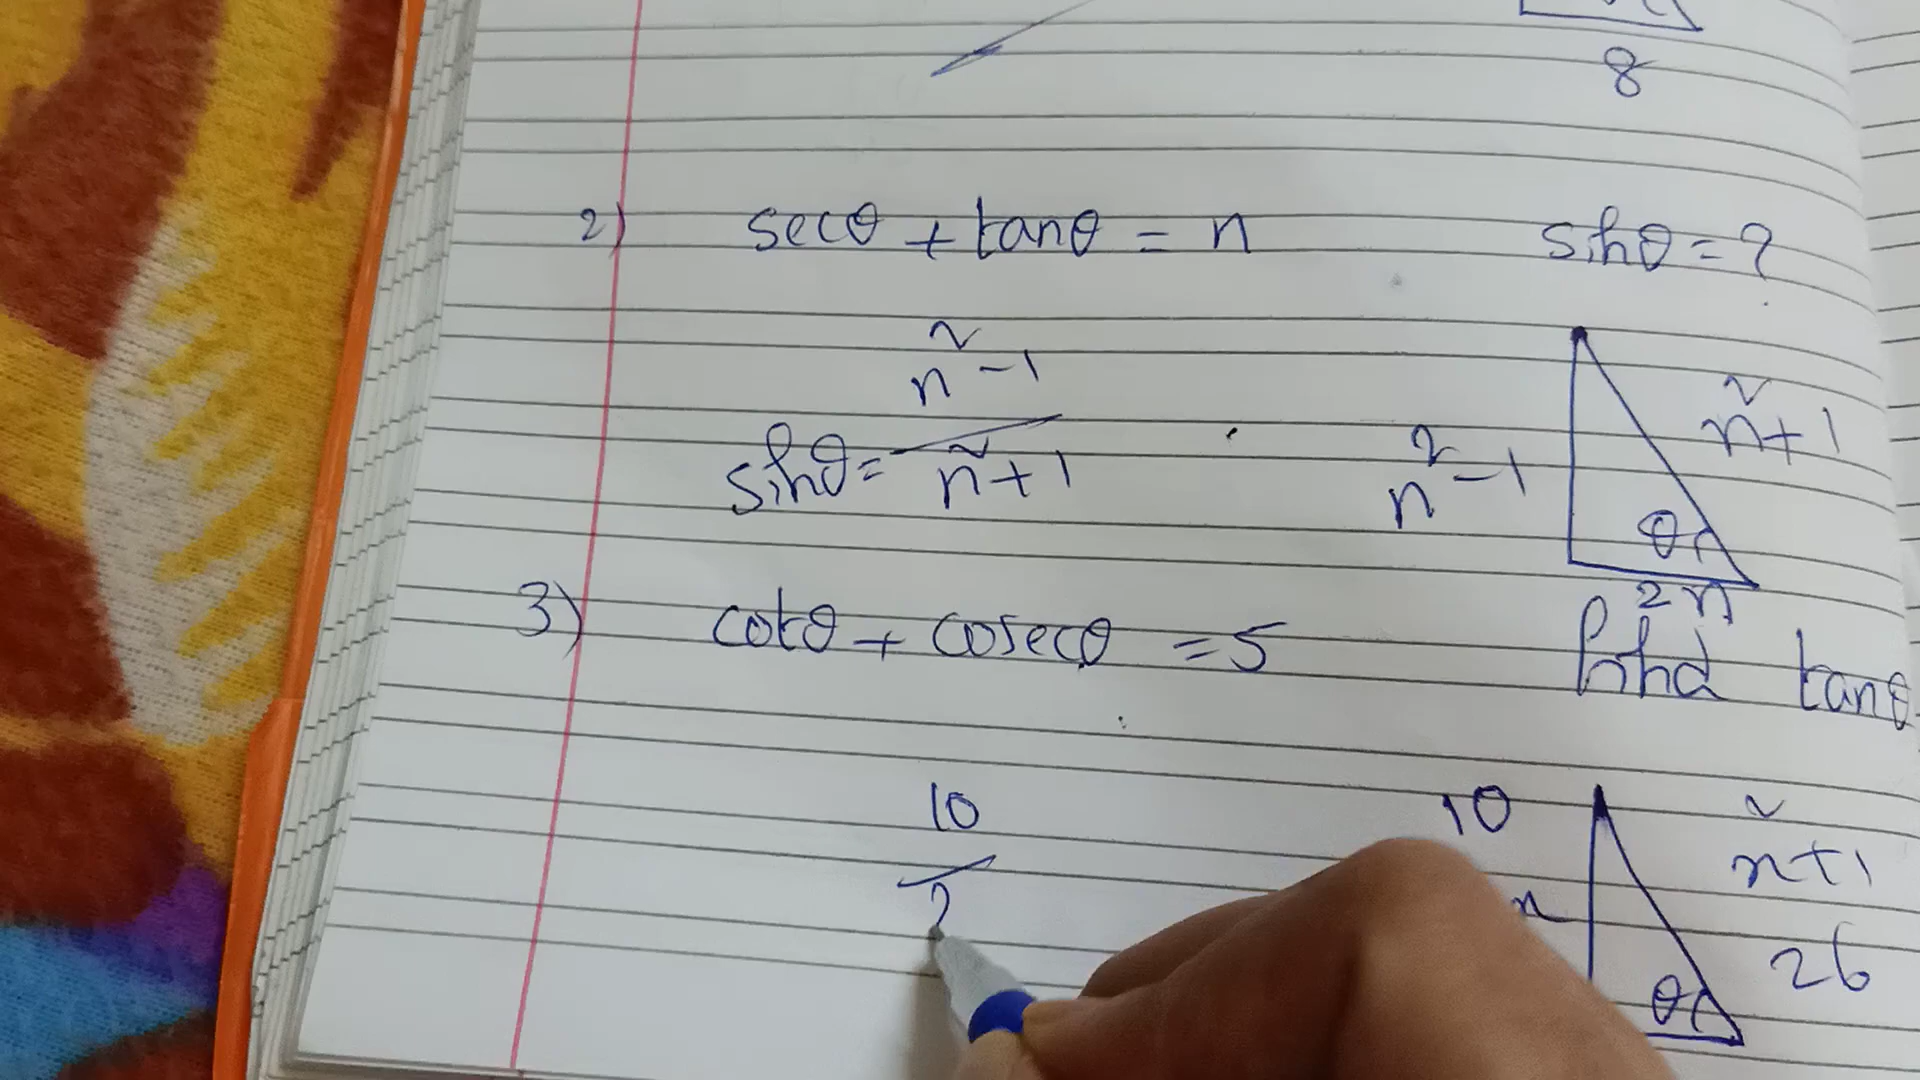 8
2) secθ + tanθ = n sinθ = ?
n² - 1
sinθ = n² + 1
n² - 1
n² + 1
θ
2n
3) cotθ + cosecθ = 5 find tanθ
10
2
10
n² + 1
26
θ